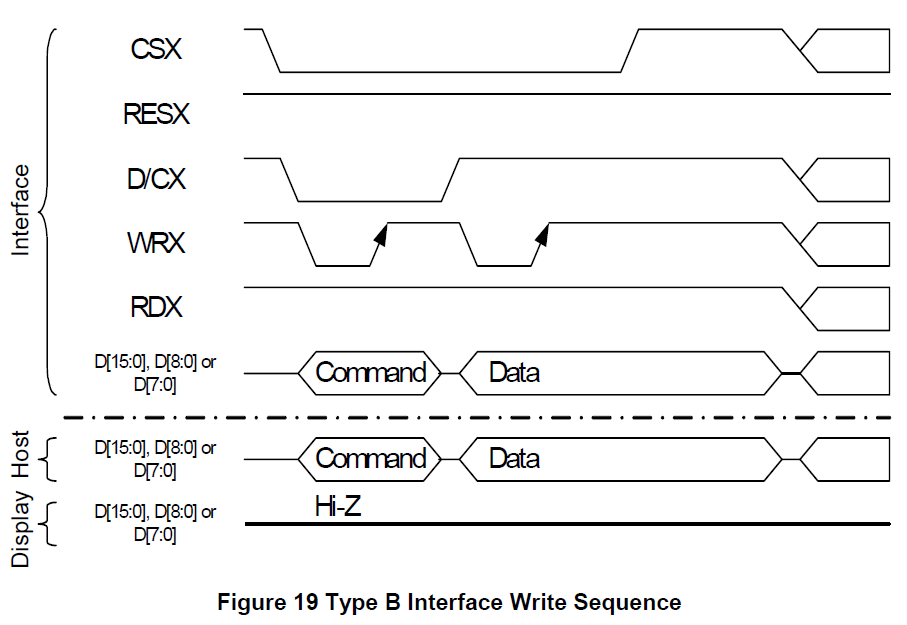 CSX
RESX
D/CX
WRX
RDX
D[15:0], D[8:0] or
D[7:0]
Command
Data
Interface
D[15:0], D[8:0] or
D[7:0]
Command
Data
Host
D[15:0], D[8:0] or
D[7:0]
Hi-Z
Display
Figure 19 Type B Interface Write Sequence